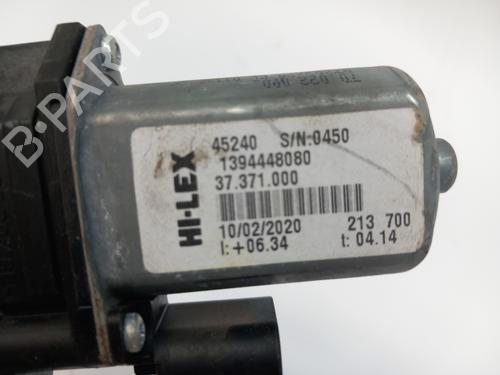 HI-LEX
45240 S/N:0450
1394448080
37.371.000
10/02/2020 213 700
I:+06.34 t: 04.14
B-PARTS